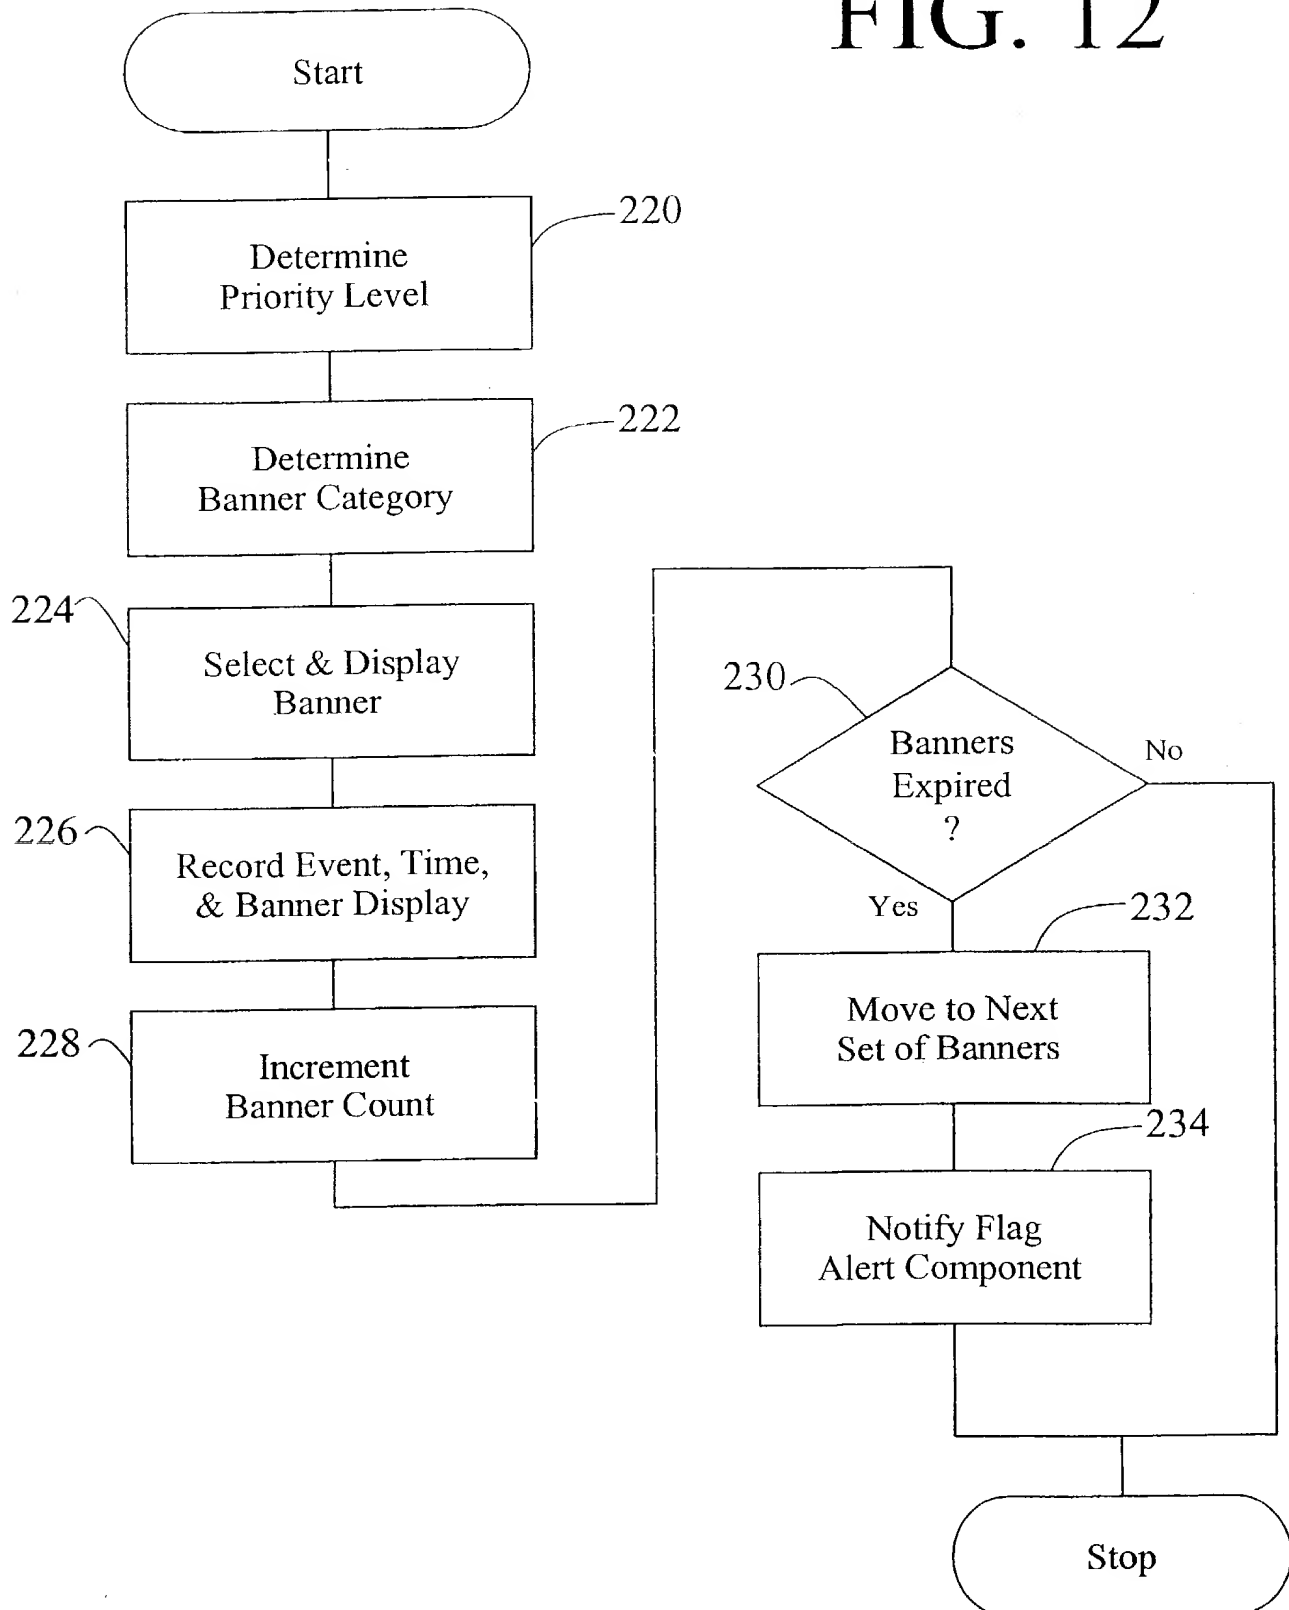 FIG. 12
Start
220
Determine
Priority Level
222
Determine
Banner Category
224
Select & Display
Banner
226
Record Event, Time,
& Banner Display
228
Increment
Banner Count
230
Banners
Expired
?
No
Yes
232
Move to Next
Set of Banners
234
Notify Flag
Alert Component
Stop